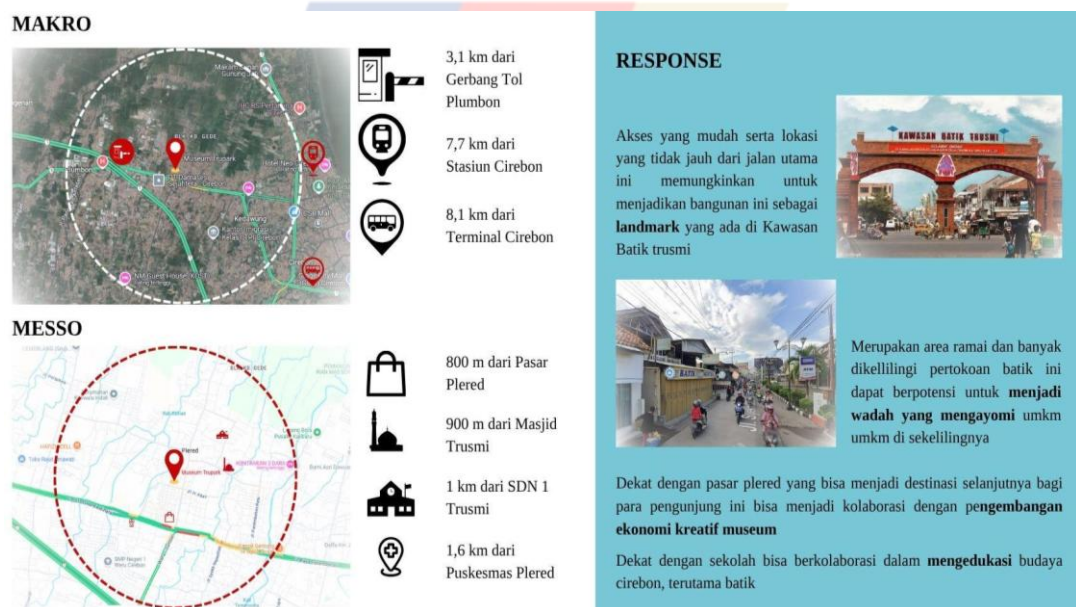 MAKRO
3,1 km dari
Gerbang Tol
Plumbon
7,7 km dari
Stasiun Cirebon
8,1 km dari
Terminal Cirebon
MESSO
Plered
Museum Trupark
800 m dari Pasar
Plered
900 m dari Masjid
Trusmi
1 km dari SDN 1
Trusmi
1,6 km dari
Puskesmas Plered
RESPONSE
Akses yang mudah serta lokasi
yang tidak jauh dari jalan utama
ini memungkinkan untuk
menjadikan bangunan ini sebagai
landmark yang ada di Kawasan
Batik trusmi
KAWASAN BATIK TRUSMI
BATIK
Merupakan area ramai dan banyak
dikellilingi pertokoan batik ini
dapat berpotensi untuk menjadi
wadah yang mengayomi umkm
umkm di sekelilingnya
Dekat dengan pasar plered yang bisa menjadi destinasi selanjutnya bagi
para pengunjung ini bisa menjadi kolaborasi dengan pengembangan
ekonomi kreatif museum
Dekat dengan sekolah bisa berkolaborasi dalam mengedukasi budaya
cirebon, terutama batik